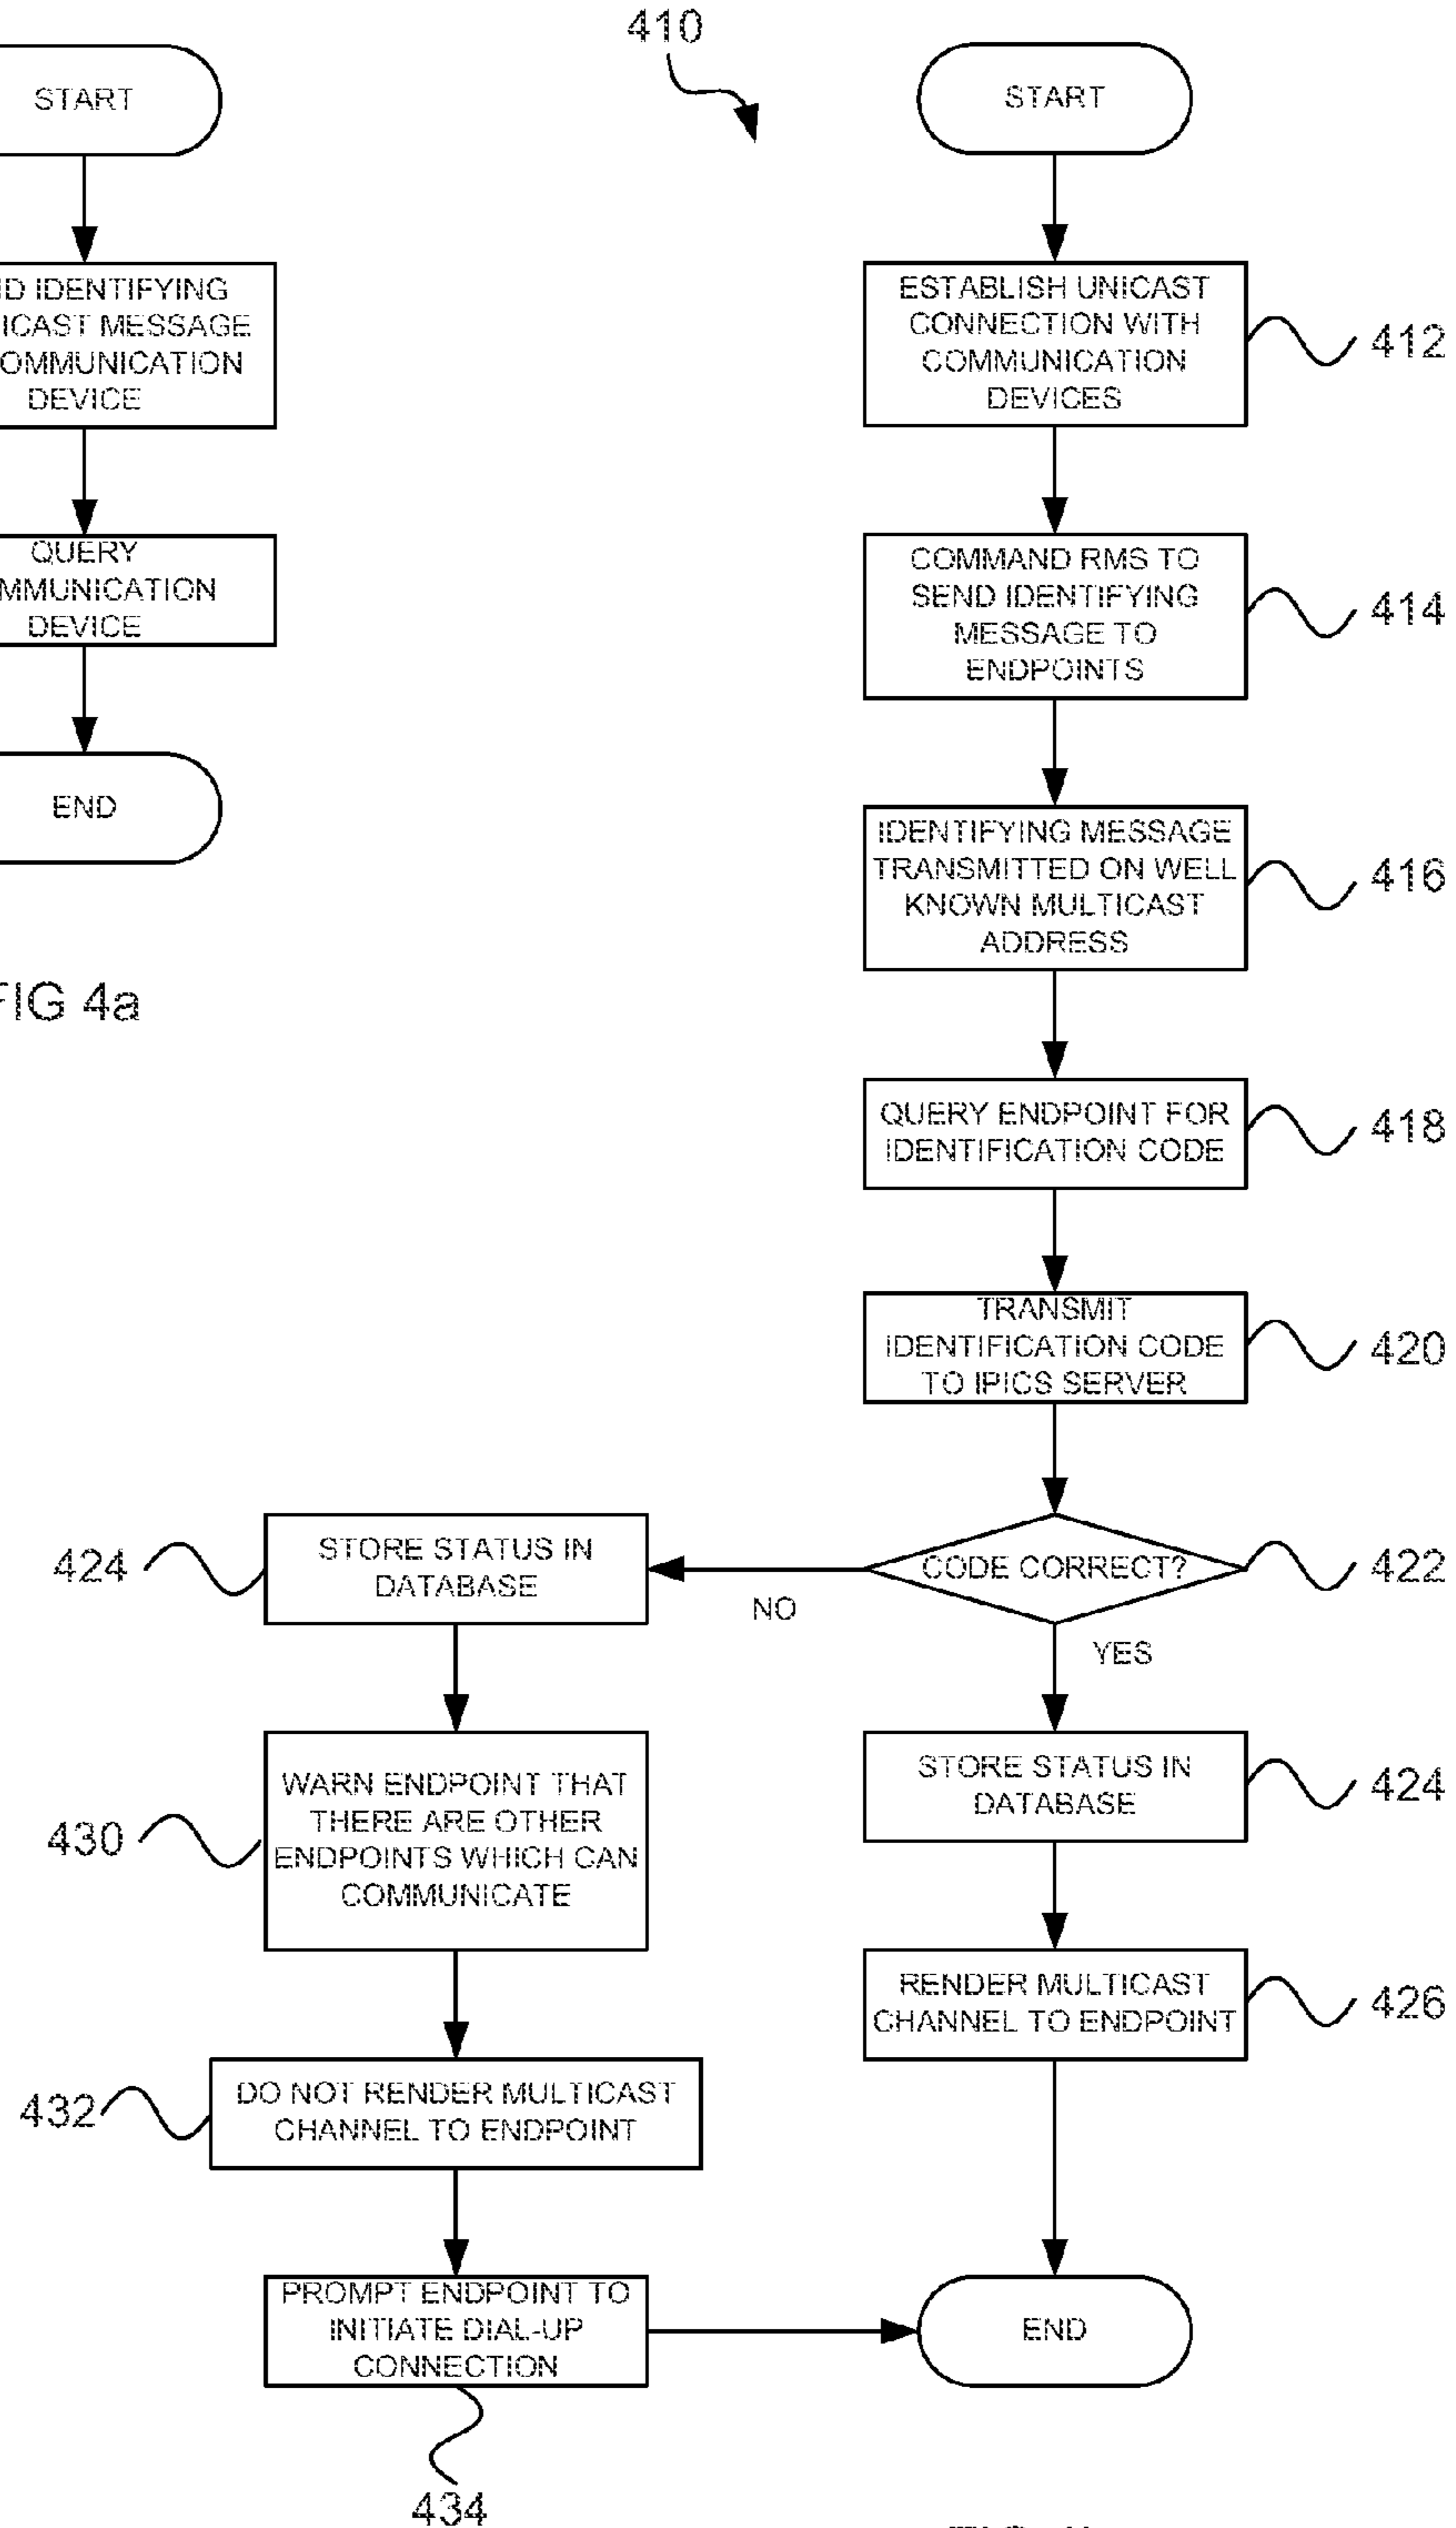 START
IDENTIFYING
MESSAGE
DEVICE
QUERY
DEVICE
END
4a
410
START
ESTABLISH UNICAST
CONNECTION WITH
COMMUNICATION
DEVICES
412
COMMAND RMS TO
SEND IDENTIFYING
MESSAGE TO
ENDPOINTS
414
IDENTIFYING MESSAGE
TRANSMITTED ON WELL
KNOWN MULTICAST
ADDRESS
416
QUERY ENDPOINT FOR
IDENTIFICATION CODE
418
TRANSMIT
IDENTIFICATION CODE
TO IPICS SERVER
420
CODE CORRECT?
422
NO
YES
STORE STATUS IN
DATABASE
424
WARN ENDPOINT THAT
THERE ARE OTHER
ENDPOINTS WHICH CAN
COMMUNICATE
430
DO NOT RENDER MULTICAST
CHANNEL TO ENDPOINT
432
PROMPT ENDPOINT TO
INITIATE DIAL-UP
CONNECTION
434
STORE STATUS IN
DATABASE
424
RENDER MULTICAST
CHANNEL TO ENDPOINT
426
END